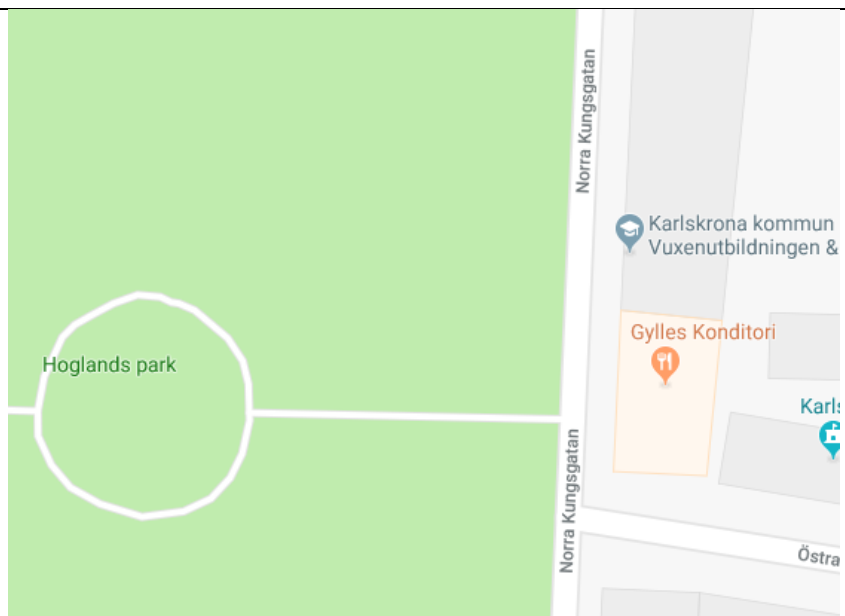 Norra Kungsgatan
Karlskrona kommun
Vuxenutbildningen &
Gylles Konditori
Hoglands park
Karls
Norra Kungsgatan
Östra